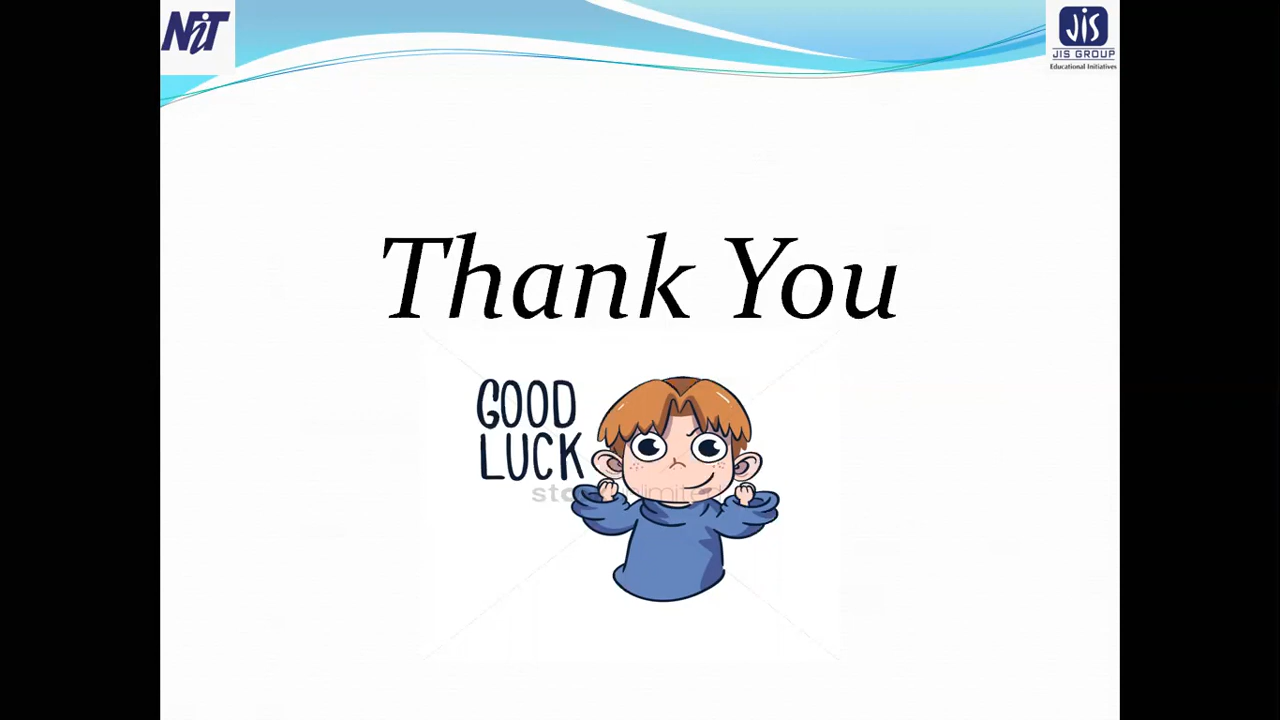 NiT
JIS
JIS GROUP
Educational Initiatives
Thank You
GOOD
LUCK